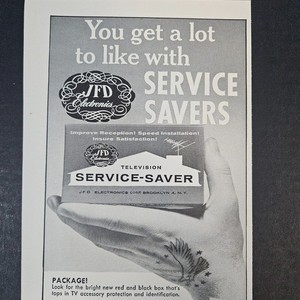 You get a lot
to like with
JFD
Electronics
SERVICE
SAVERS
Improve Reception! Speed Installation!
Insure Satisfaction!
JFD
Electronics
TELEVISION
SERVICE-SAVER
JFD ELECTRONICS BROOKLYN 4, N.Y.
PACKAGE!
Look for the bright new red and black box that's
tops in TV accessory protection and identification.